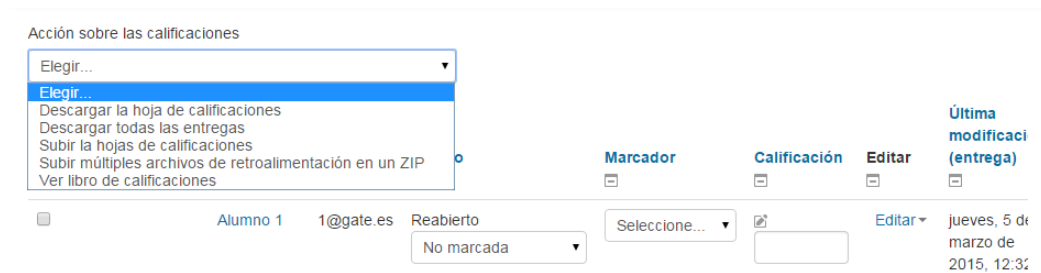 Acción sobre las calificaciones
Elegir...
Elegir...
Descargar la hoja de calificaciones
Descargar todas las entregas
Subir la hojas de calificaciones
Subir múltiples archivos de retroalimentación en un ZIP
Ver libro de calificaciones
o
Marcador
Calificación
Editar
Última
modificaci
(entrega)
Alumno 1
1@gate.es
Reabierto
No marcada
Seleccione...
Editar
jueves, 5 de
marzo de
2015, 12:32